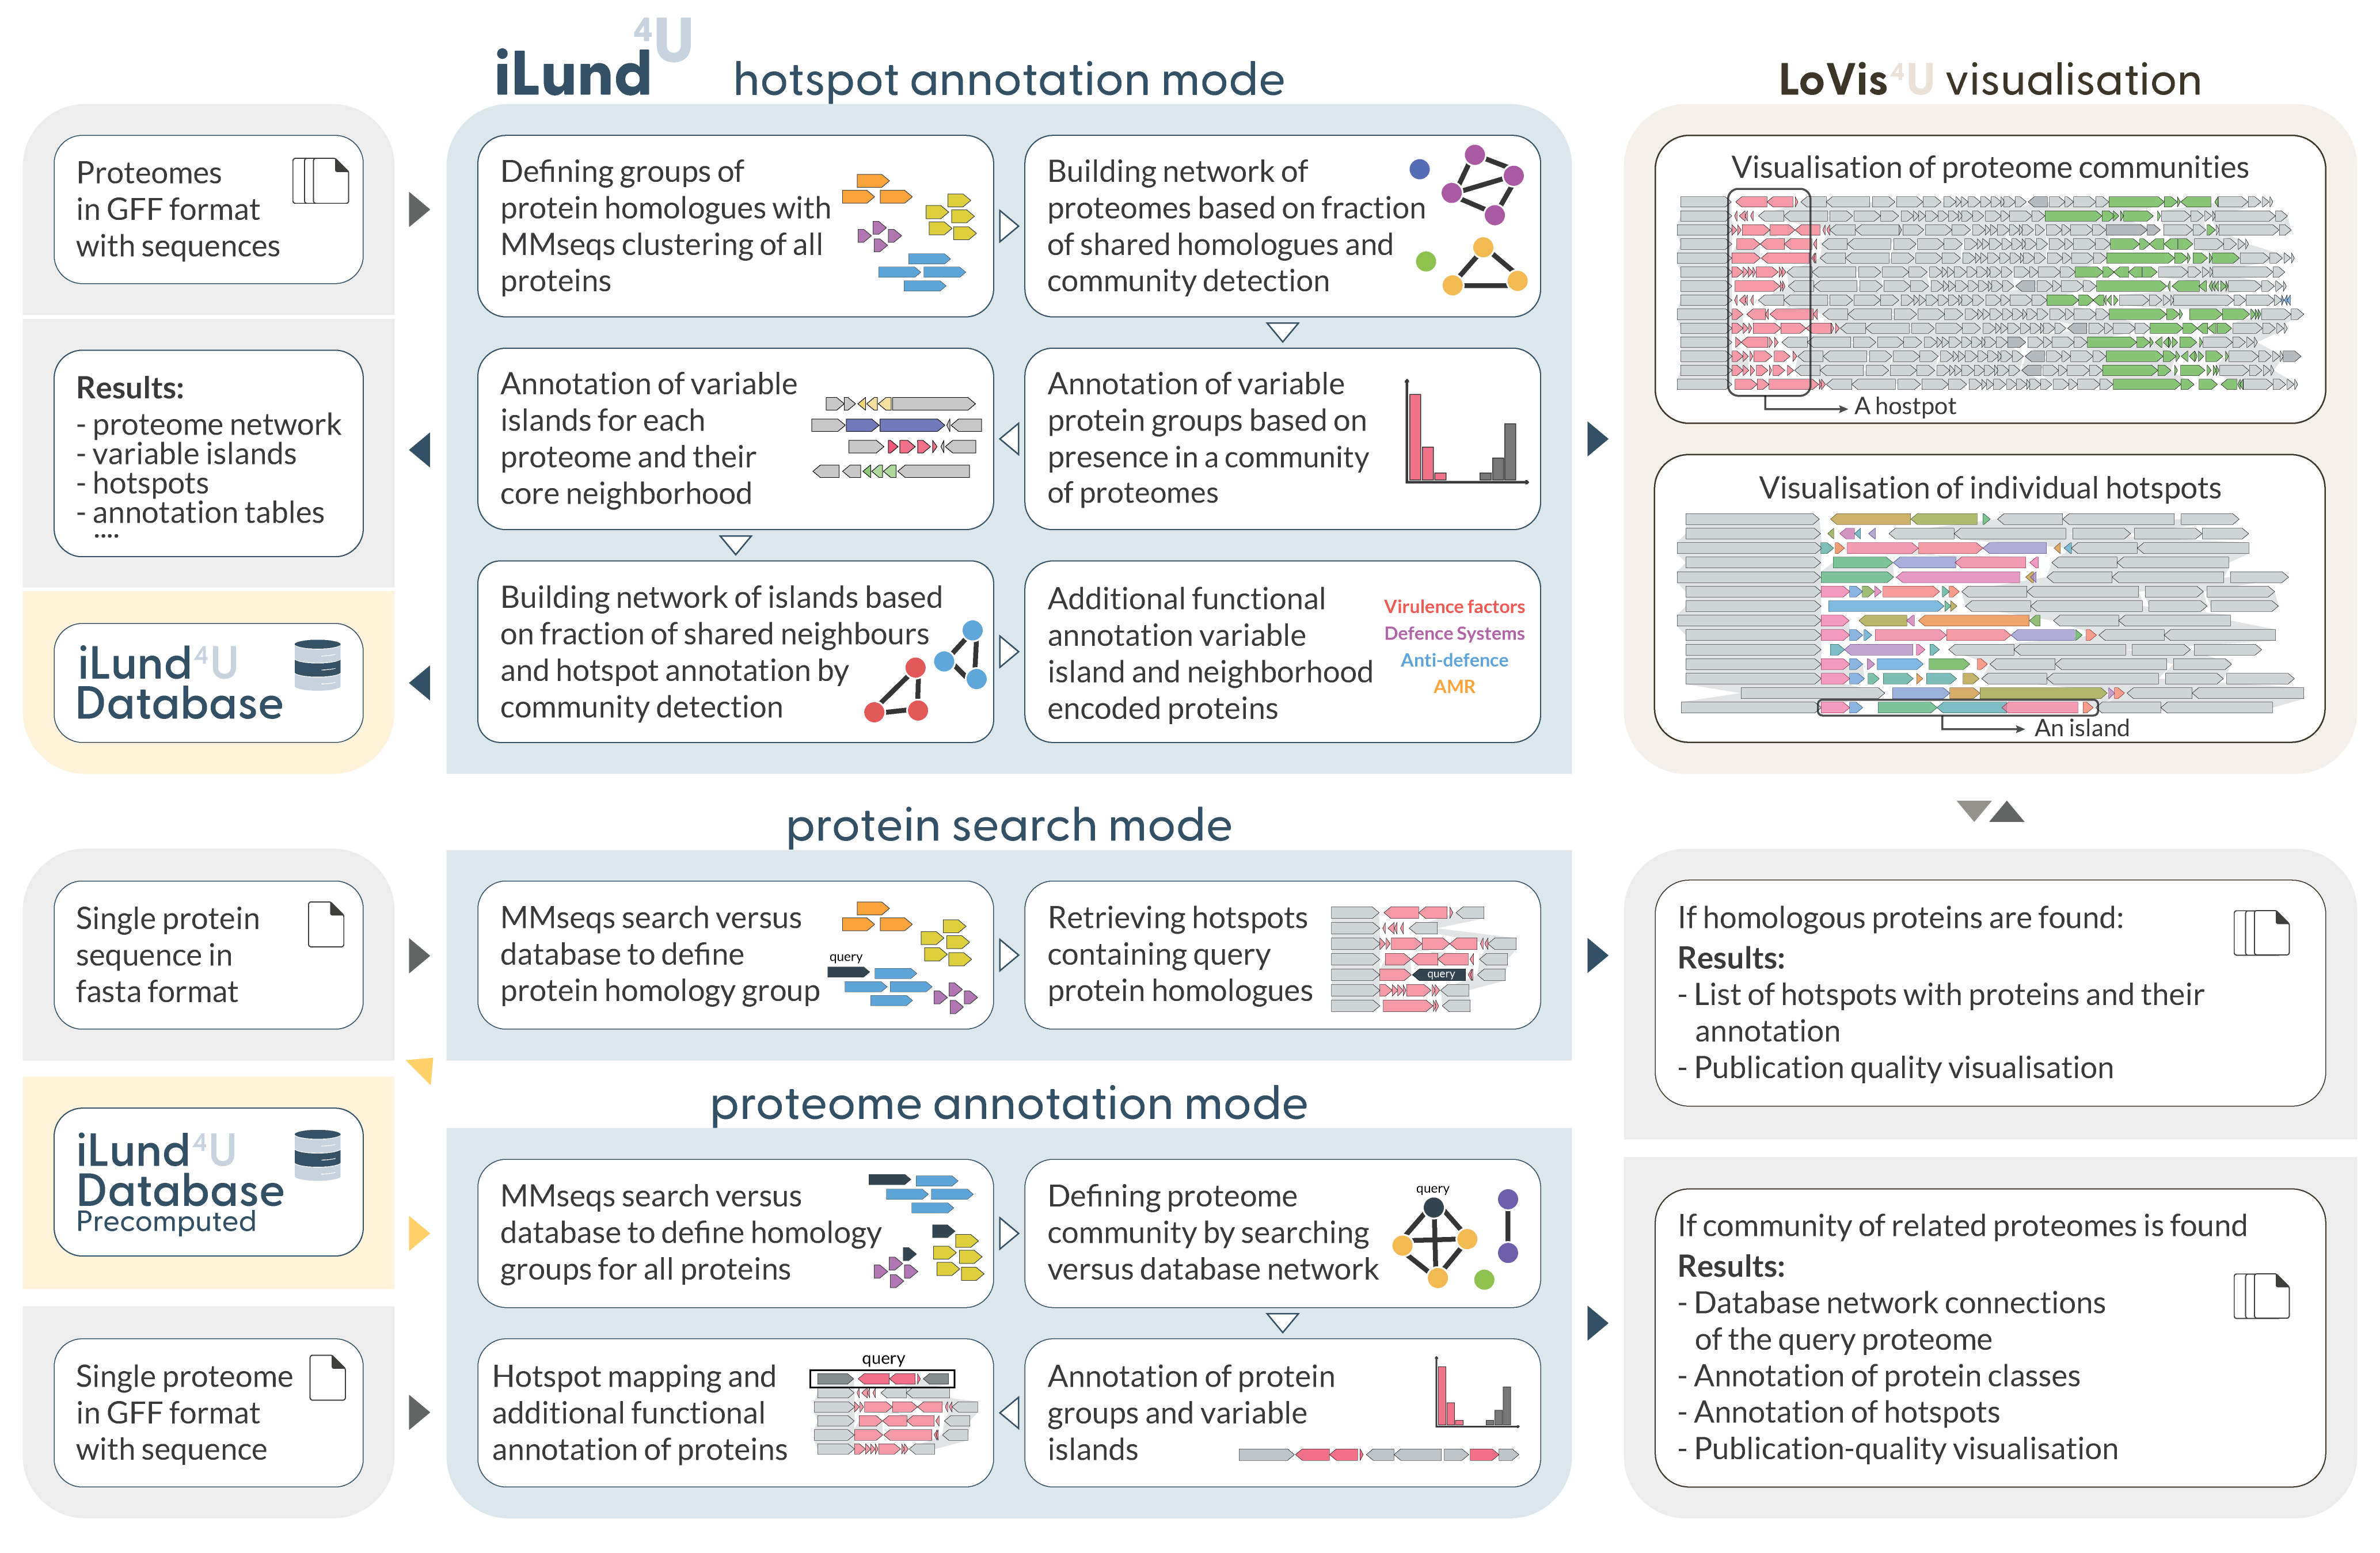 iLund4U hotspot annotation mode
LoVis4U visualisation
Proteomes
in GFF format
with sequences
Results:
- proteome network
- variable islands
- hotspots
- annotation tables
....
iLund4U
Database
Defining groups of
protein homologues with
MMseqs clustering of all
proteins
Building network of
proteomes based on fraction
of shared homologues and
community detection
Annotation of variable
islands for each
proteome and their
core neighborhood
Annotation of variable
protein groups based on
presence in a community
of proteomes
Building network of islands based
on fraction of shared neighbours
and hotspot annotation by
community detection
Additional functional
annotation variable
island and neighborhood
encoded proteins
Virulence factors
Defence Systems
Anti-defence
AMR
Visualisation of proteome communities
A hostpot
Visualisation of individual hotspots
An island
protein search mode
Single protein
sequence in
fasta format
MMseqs search versus
database to define
protein homology group
query
Retrieving hotspots
containing query
protein homologues
query
If homologous proteins are found:
Results:
- List of hotspots with proteins and their
annotation
- Publication quality visualisation
proteome annotation mode
iLund4U
Database
Precomputed
Single proteome
in GFF format
with sequence
MMseqs search versus
database to define homology
groups for all proteins
Defining proteome
community by searching
versus database network
query
Hotspot mapping and
additional functional
annotation of proteins
query
Annotation of protein
groups and variable
islands
If community of related proteomes is found
Results:
- Database network connections
of the query proteome
- Annotation of protein classes
- Annotation of hotspots
- Publication-quality visualisation